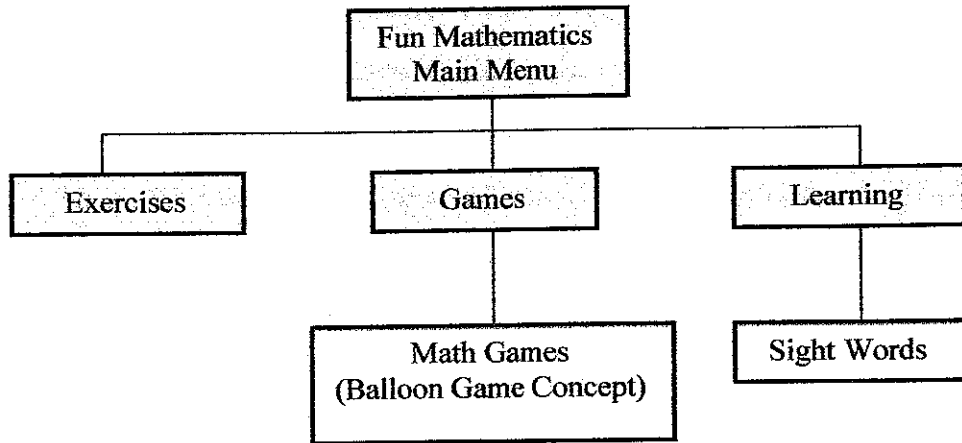 Fun Mathematics
Main Menu
Exercises
Games
Learning
Math Games
(Balloon Game Concept)
Sight Words